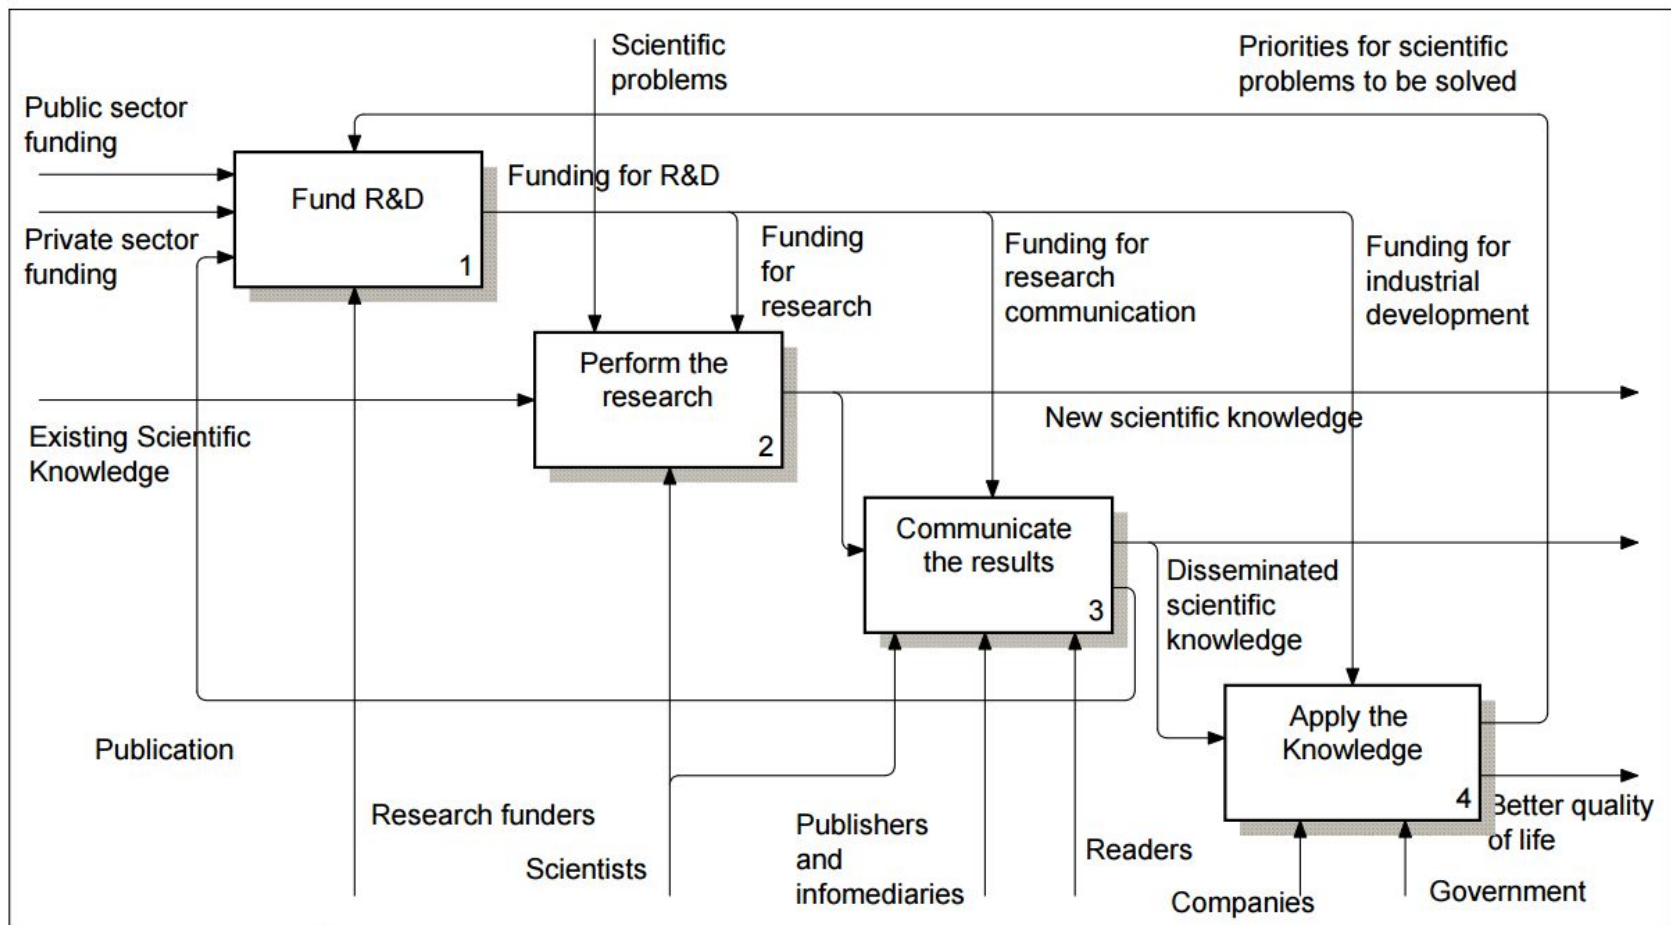 Scientific
problems
Priorities for scientific
problems to be solved
Public sector
funding
Fund R&D
1
Funding for R&D
Private sector
funding
Funding
for
research
Funding for
research
communication
Funding for
industrial
development
Perform the
research
2
Existing Scientific
Knowledge
New scientific knowledge
Communicate
the results
3
Disseminated
scientific
knowledge
Apply the
Knowledge
4
Publication
Research funders
Scientists
Publishers
and
infomediaries
Readers
Companies
Government
Better quality
of life